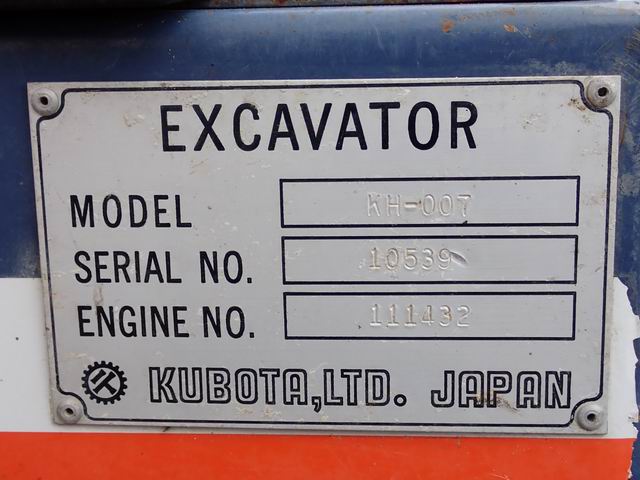 EXCAVATOR
MODEL KH-007
SERIAL NO. 10539
ENGINE NO. 111432
KUBOTA,LTD. JAPAN